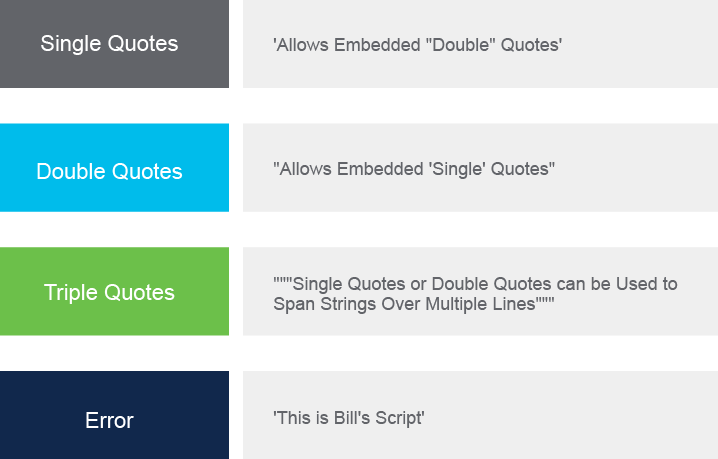 Single Quotes
'Allows Embedded "Double" Quotes'
Double Quotes
"Allows Embedded 'Single' Quotes"
Triple Quotes
"""Single Quotes or Double Quotes can be Used to
Span Strings Over Multiple Lines"""
Error
'This is Bill's Script'